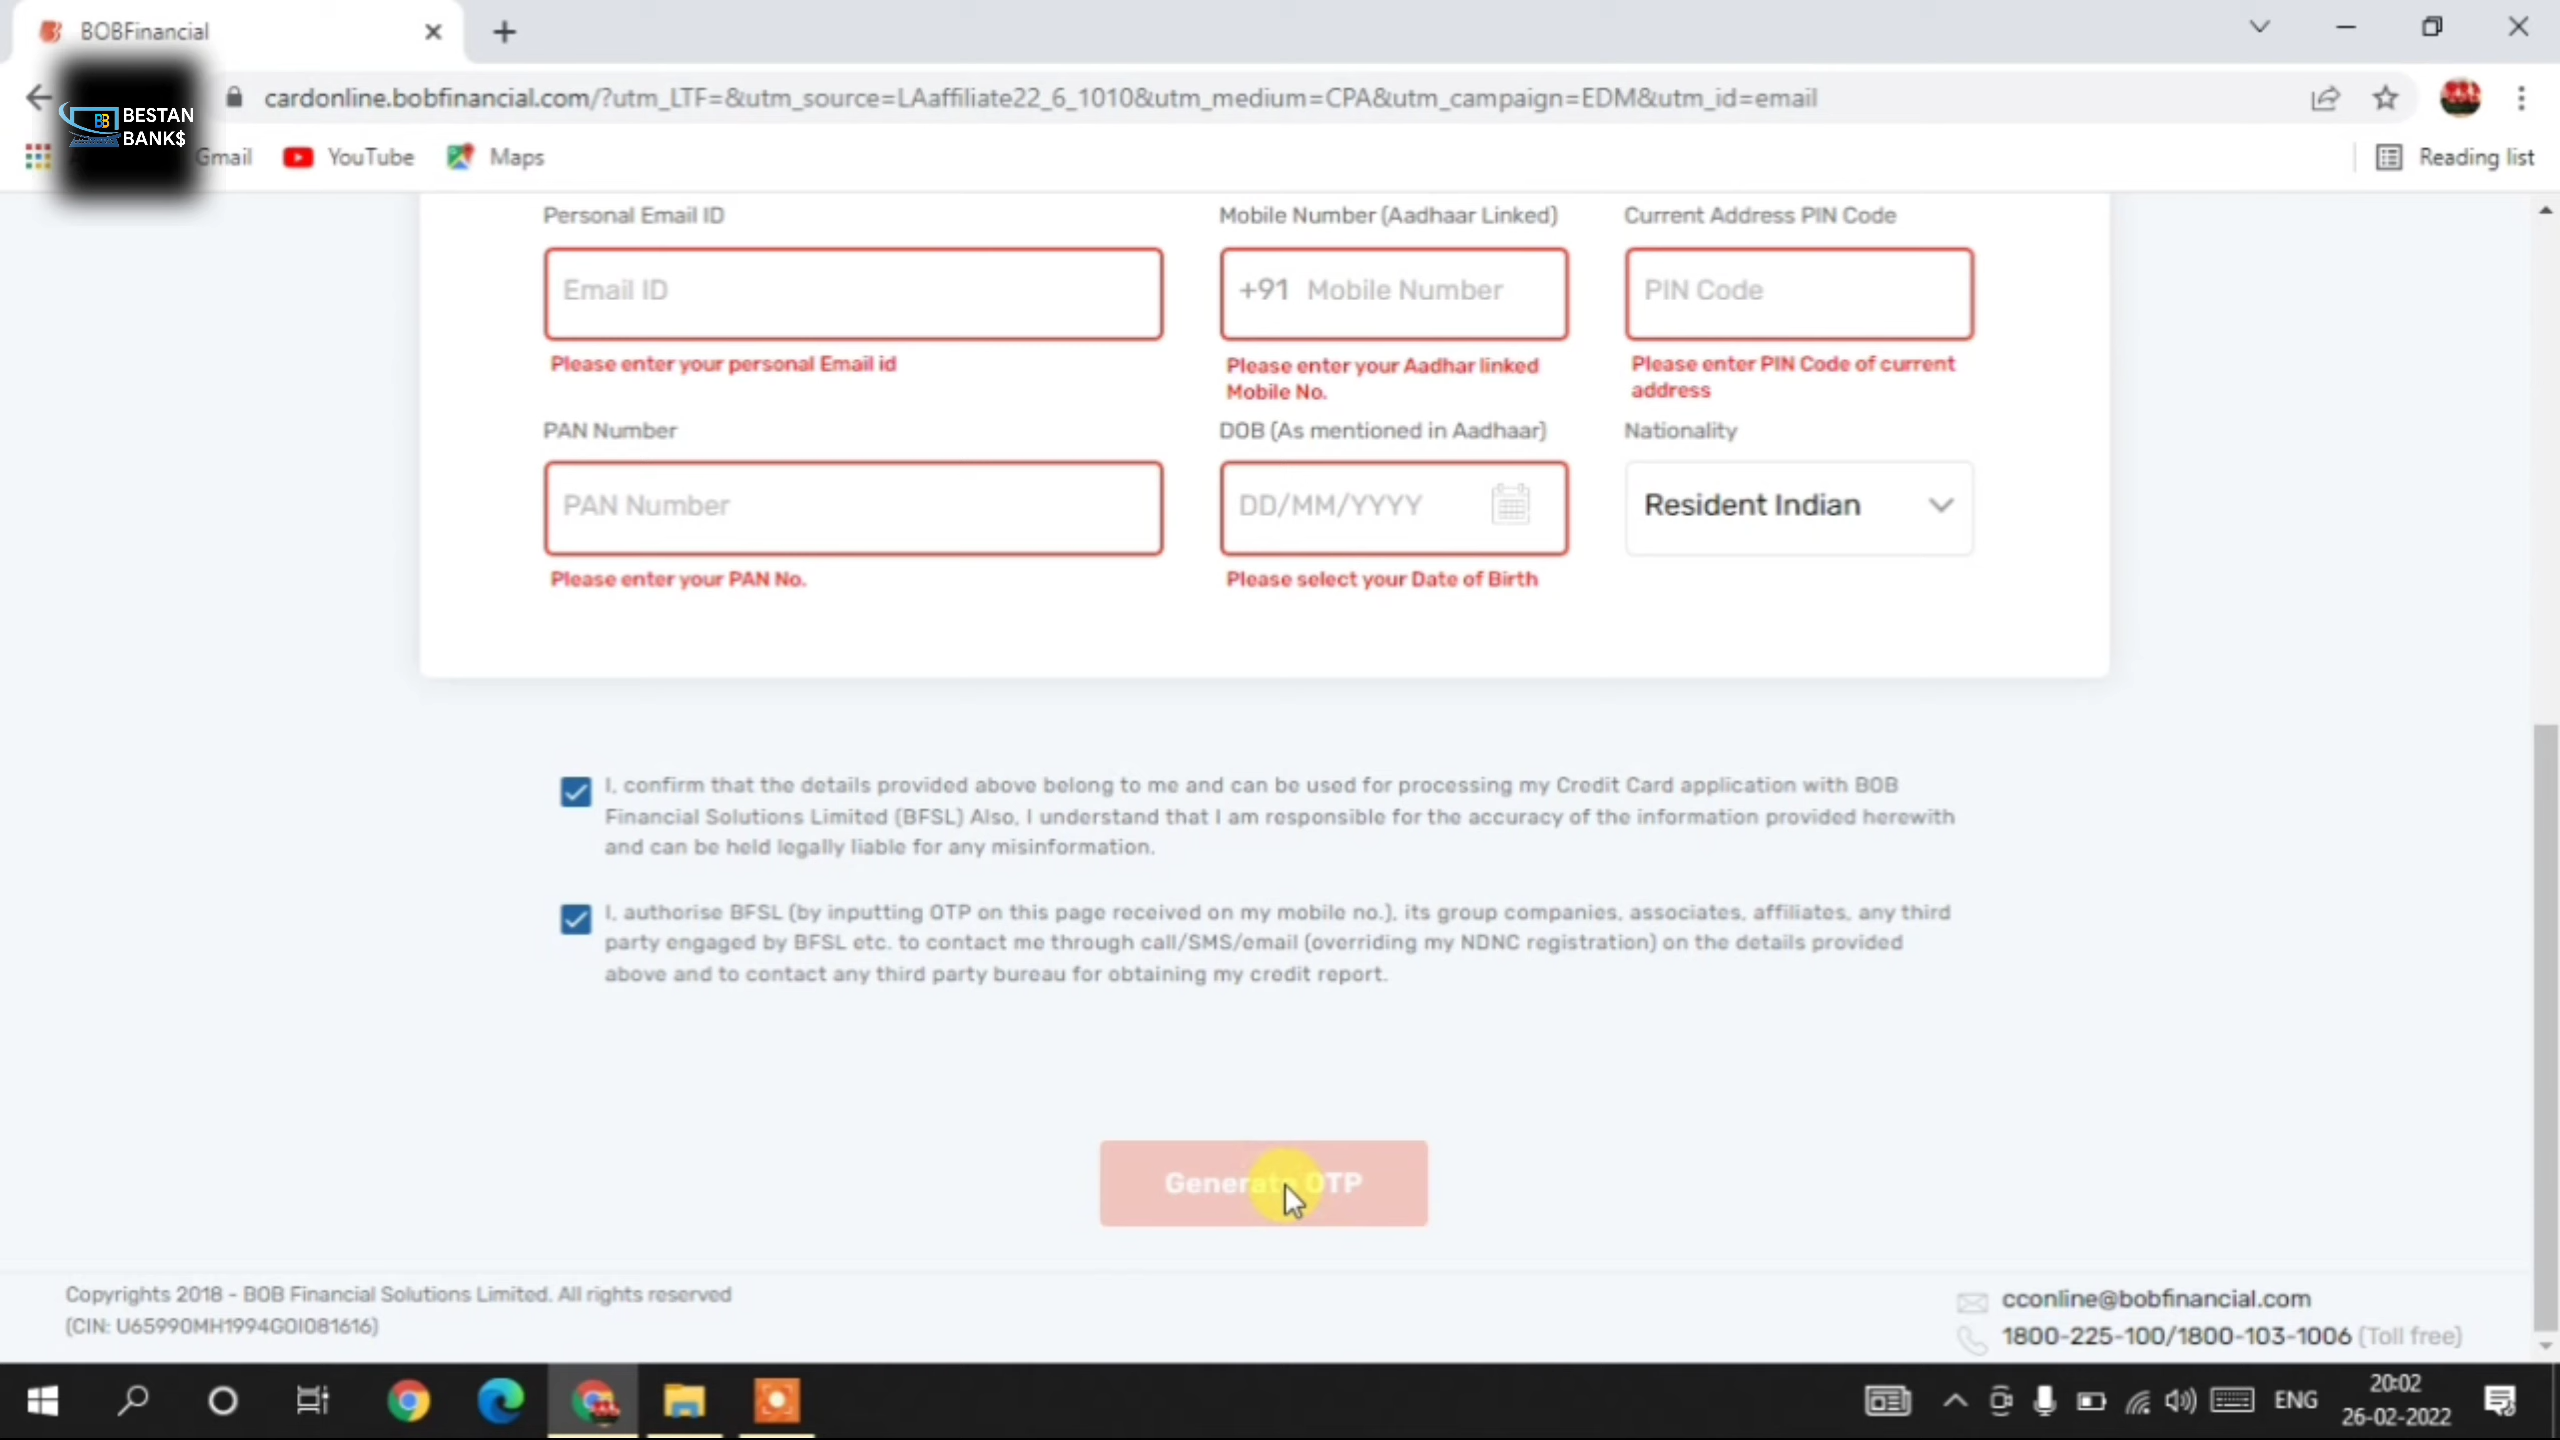 BOBFinancial
cardonline.bobfinancial.com/?utm_LTF=&utm_source=LAaffiliate22_6_1010&utm_medium=CPA&utm_campaign=EDM&utm_id=email
BESTAN
BANK$
BB
Gmail
YouTube
Maps
Reading list
Personal Email ID
Mobile Number (Aadhaar Linked)
Current Address PIN Code
Email ID
+91 Mobile Number
PIN Code
Please enter your personal Email id
Please enter your Aadhar linked
Mobile No.
Please enter PIN Code of current
address
PAN Number
DOB (As mentioned in Aadhaar)
Nationality
PAN Number
DD/MM/YYYY
Resident Indian
Please enter your PAN No.
Please select your Date of Birth
I, confirm that the details provided above belong to me and can be used for processing my Credit Card application with BOB
Financial Solutions Limited (BFSL) Also, I understand that I am responsible for the accuracy of the information provided herewith
and can be held legally liable for any misinformation.
I, authorise BFSL (by inputting OTP on this page received on my mobile no.), its group companies, associates, affiliates, any third
party engaged by BFSL etc. to contact me through call/SMS/email (overriding my NDNC registration) on the details provided
above and to contact any third party bureau for obtaining my credit report.
Generate OTP
Copyrights 2018 - BOB Financial Solutions Limited. All rights reserved
(CIN: U65990MH1994GOI081616)
cconline@bobfinancial.com
1800-225-100/1800-103-1006 (Toll free)
ENG
20:02
26-02-2022